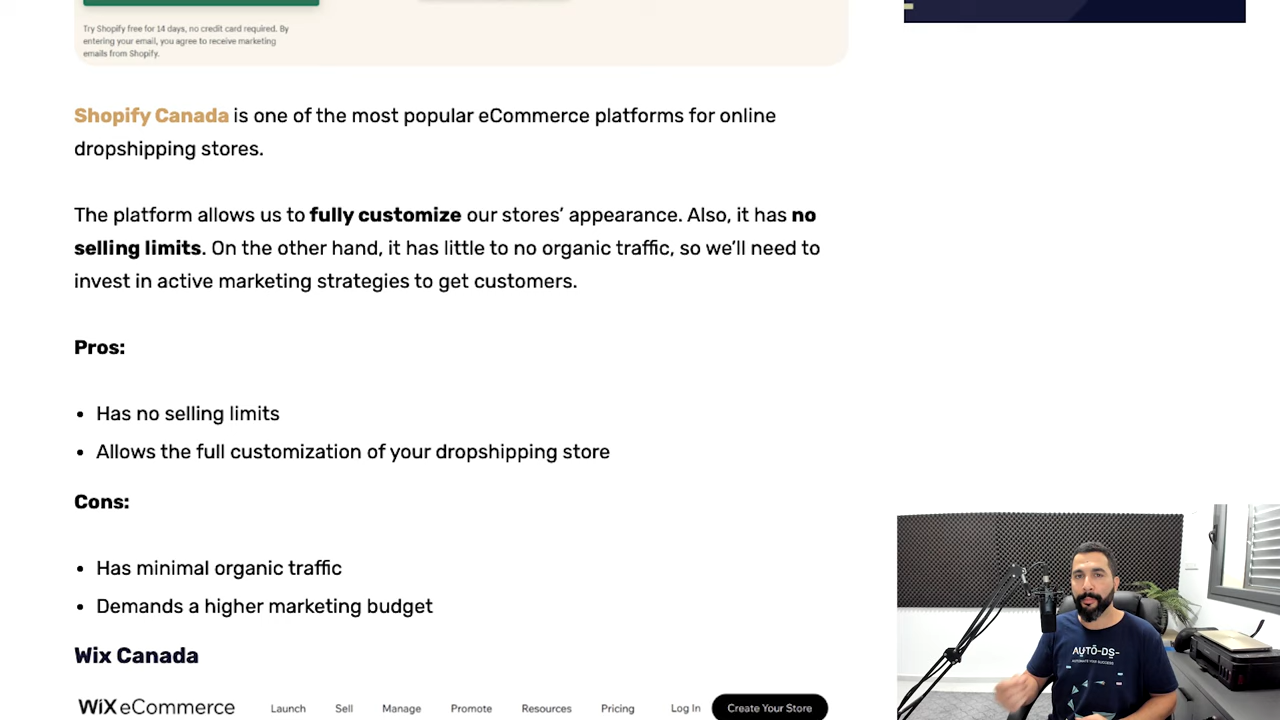 Try Shopify free for 14 days, no credit card required. By
entering your email, you agree to receive marketing
emails from Shopify.
Shopify Canada is one of the most popular eCommerce platforms for online
dropshipping stores.
The platform allows us to fully customize our stores’ appearance. Also, it has no
selling limits. On the other hand, it has little to no organic traffic, so we’ll need to
invest in active marketing strategies to get customers.
Pros:
• Has no selling limits
• Allows the full customization of your dropshipping store
Cons:
• Has minimal organic traffic
• Demands a higher marketing budget
Wix Canada
WiX eCommerce Launch Sell Manage Promote Resources Pricing Log In Create Your Store
AUTO-DS-
AUTOMATE YOUR SUCCESS